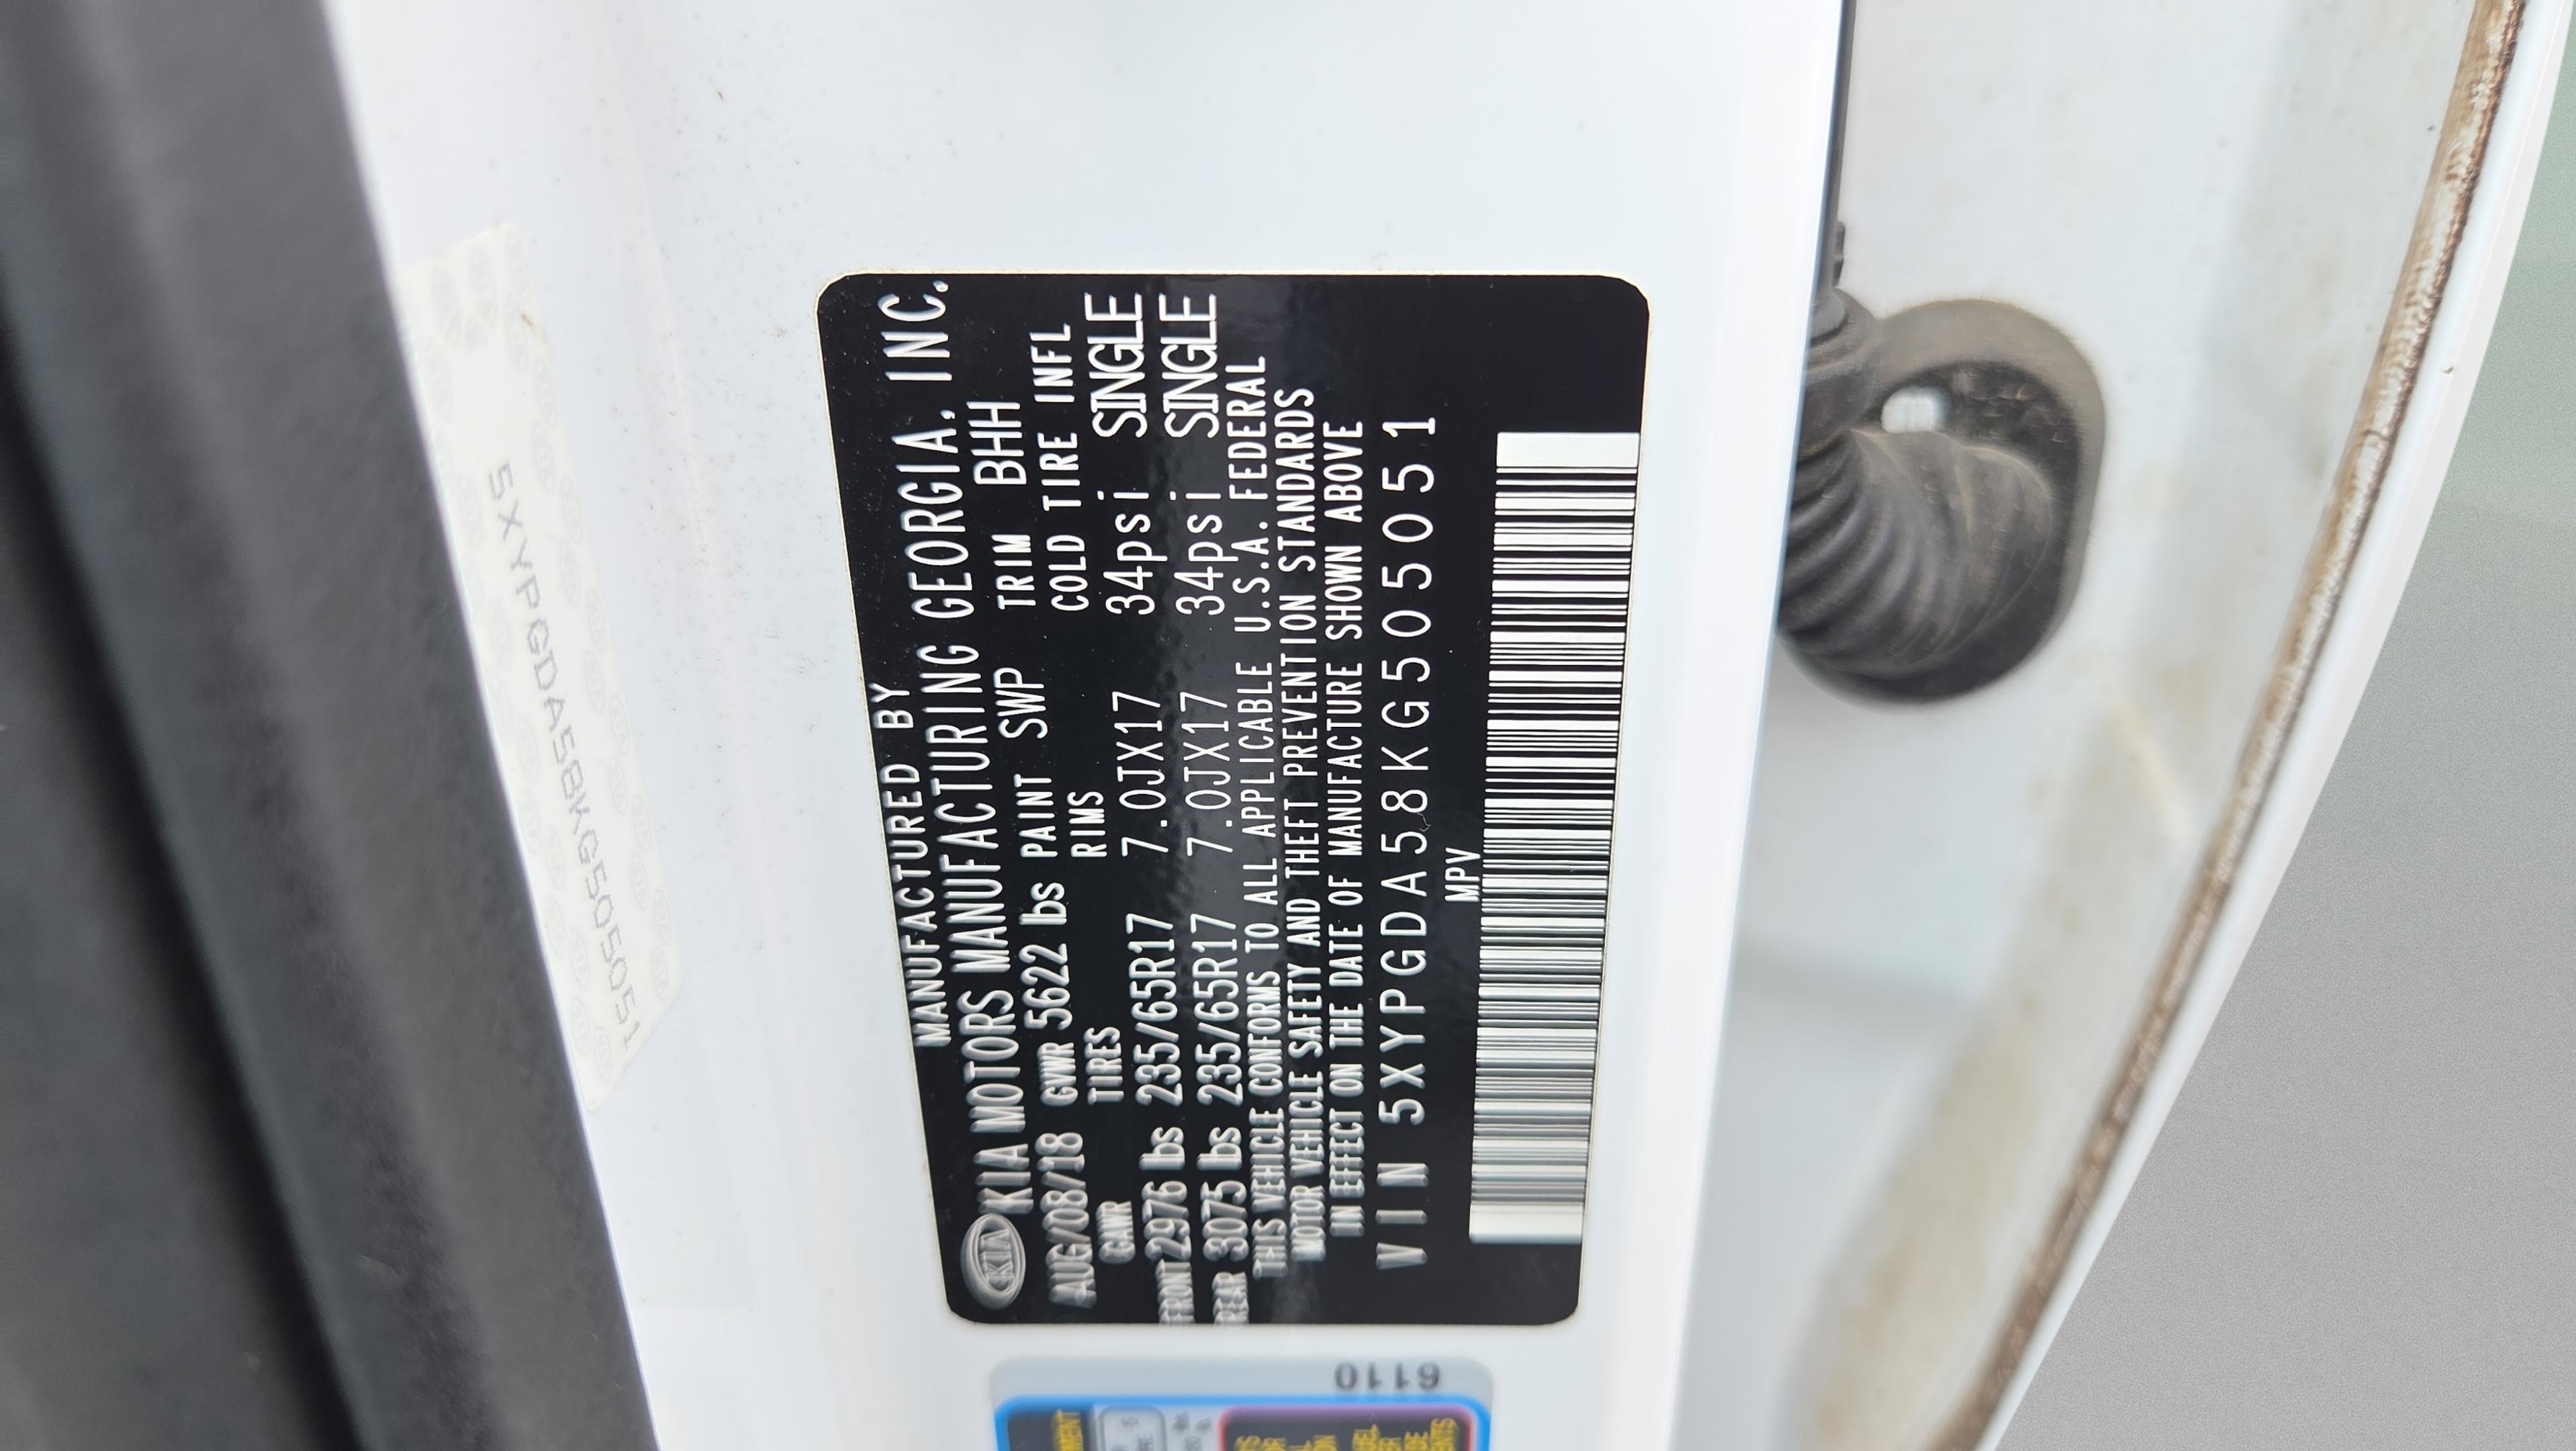 MANUFACTURED BY
KIA KIA MOTORS MANUFACTURING GEORGIA, INC.
AUG/08/18 GVWR 5622 lbs PAINT SWP TRIM BHH
GAWR TIRES RIMS COLD TIRE INFL
FRONT 2976 lbs 235/65R17 7.0JX17 34psi SINGLE
REAR 3075 lbs 235/65R17 7.0JX17 34psi SINGLE
THIS VEHICLE CONFORMS TO ALL APPLICABLE U.S.A. FEDERAL
MOTOR VEHICLE SAFETY AND THEFT PREVENTION STANDARDS
IN EFFECT ON THE DATE OF MANUFACTURE SHOWN ABOVE
VIN 5XYPGDA58KG505051
MPV
5XYPGDA58KG505051
6110